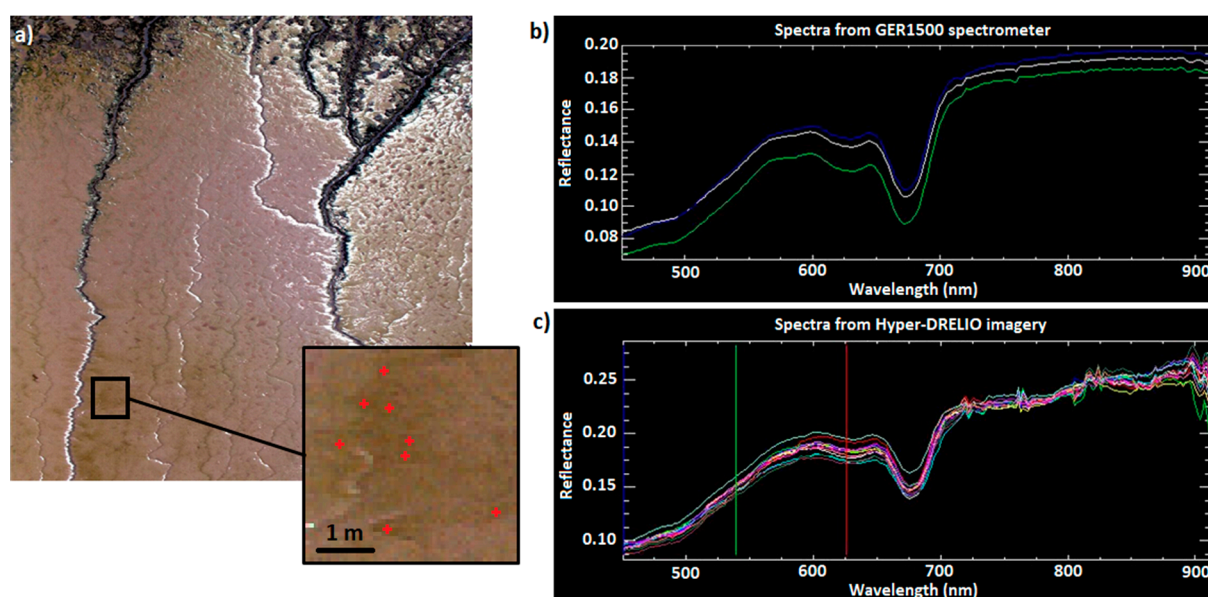 a)
1 m
b)
Spectra from GER1500 spectrometer
Reflectance
0.20
0.18
0.16
0.14
0.12
0.10
0.08
500 600 700 800 900
Wavelength (nm)
c)
Spectra from Hyper-DRELIO imagery
Reflectance
0.25
0.20
0.15
0.10
500 600 700 800 900
Wavelength (nm)